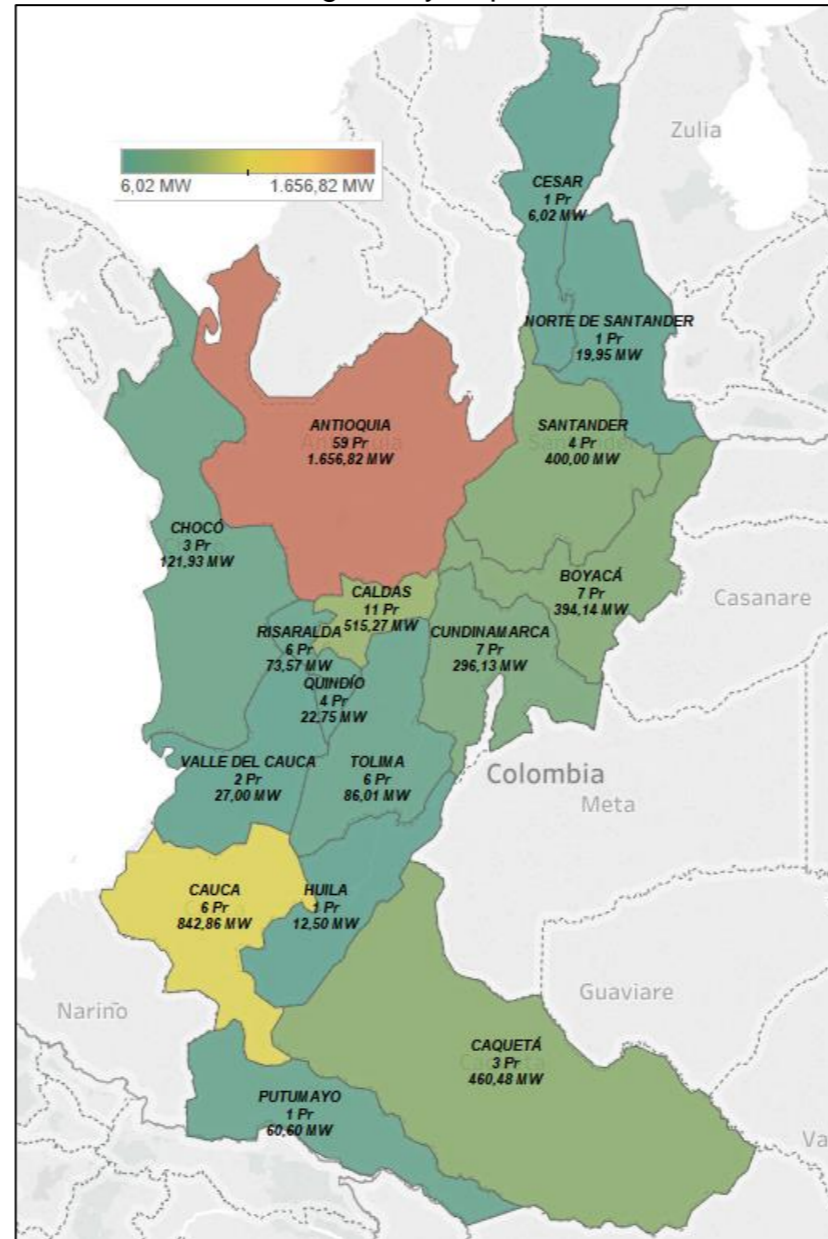 Zulia
6,02 MW 1.656,82 MW
CESAR
1 Pr
6,02 MW
NORTE DE SANTANDER
1 Pr
19,95 MW
ANTIOQUIA
59 Pr
1.656,82 MW
SANTANDER
4 Pr
400,00 MW
CHOCÓ
3 Pr
121,93 MW
BOYACÁ
7 Pr
394,14 MW
Casanare
CALDAS
11 Pr
515,27 MW
RISARALDA
6 Pr
73,57 MW
CUNDINAMARCA
7 Pr
296,13 MW
QUINDÍO
4 Pr
22,75 MW
VALLE DEL CAUCA
2 Pr
27,00 MW
TOLIMA
6 Pr
86,01 MW
Colombia
Meta
CAUCA
6 Pr
842,86 MW
HUILA
1 Pr
12,50 MW
Guaviare
Nariño
CAQUETÁ
3 Pr
460,48 MW
PUTUMAYO
1 Pr
60,60 MW
Va